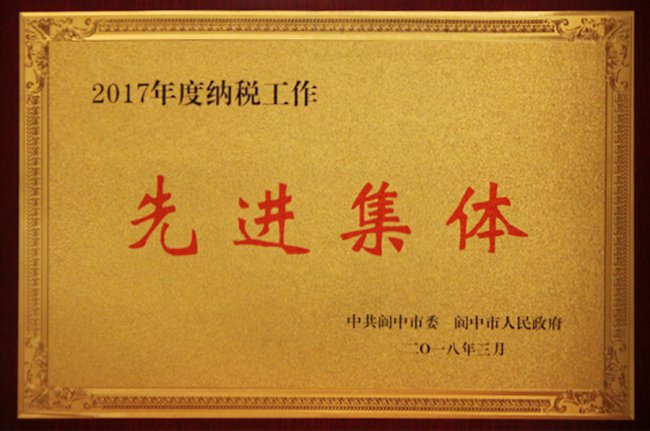 2017年度纳税工作
先进集体
中共阆中市委 阆中市人民政府
二〇一八年三月